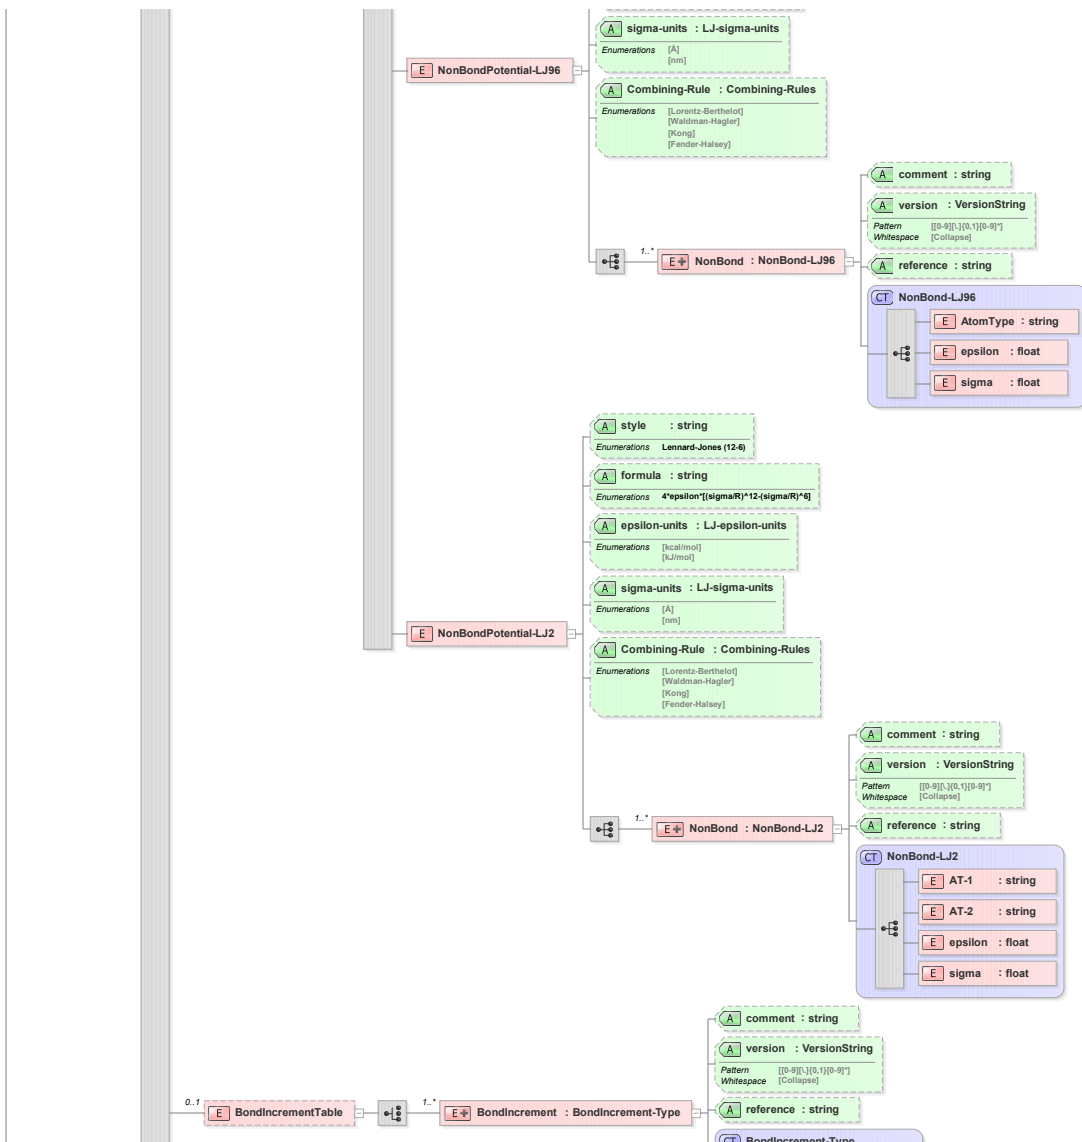 A sigma-units : LJ-sigma-units
Enumerations [Å]
[nm]
E NonBondPotential-LJ96
A Combining-Rule : Combining-Rules
Enumerations [Lorentz-Berthelot]
[Waldman-Hagler]
[Kong]
[Fender-Halsey]
A comment : string
A version : VersionString
Pattern [[0-9][\.]{0,1}[0-9]*]
Whitespace [Collapse]
1..*
E NonBond : NonBond-LJ96
A reference : string
CT NonBond-LJ96
E AtomType : string
E epsilon : float
E sigma : float
A style : string
Enumerations Lennard-Jones (12-6)
A formula : string
Enumerations 4*epsilon*[(sigma/R)^12-(sigma/R)^6]
A epsilon-units : LJ-epsilon-units
Enumerations [kcal/mol]
[kJ/mol]
A sigma-units : LJ-sigma-units
Enumerations [Å]
[nm]
E NonBondPotential-LJ2
A Combining-Rule : Combining-Rules
Enumerations [Lorentz-Berthelot]
[Waldman-Hagler]
[Kong]
[Fender-Halsey]
A comment : string
A version : VersionString
Pattern [[0-9][\.]{0,1}[0-9]*]
Whitespace [Collapse]
1..*
E NonBond : NonBond-LJ2
A reference : string
CT NonBond-LJ2
E AT-1 : string
E AT-2 : string
E epsilon : float
E sigma : float
A comment : string
A version : VersionString
Pattern [[0-9][\.]{0,1}[0-9]*]
Whitespace [Collapse]
0..1
E BondIncrementTable
1..*
E BondIncrement : BondIncrement-Type
A reference : string
CT BondIncrement-Type